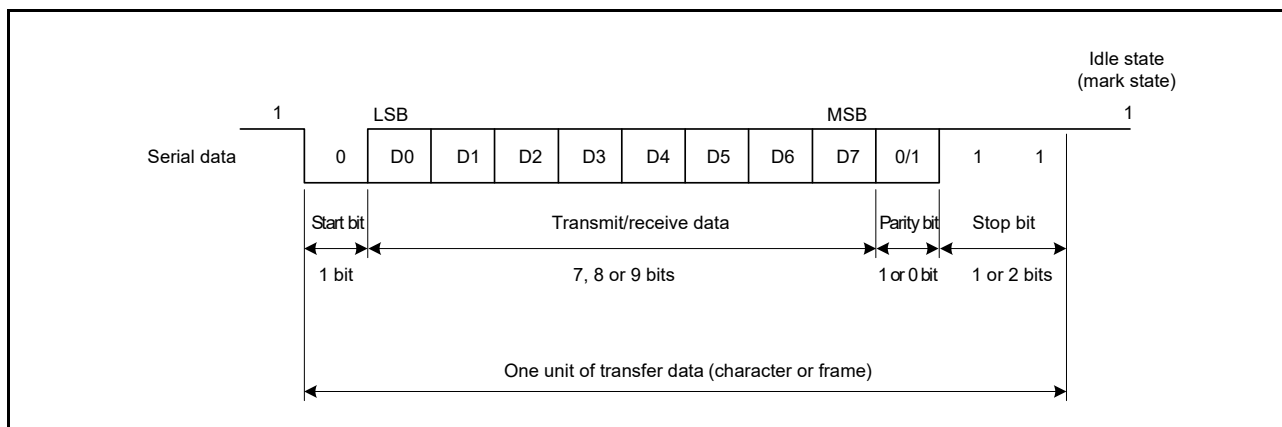 Idle state
(mark state)
1 LSB MSB 1
Serial data 0 D0 D1 D2 D3 D4 D5 D6 D7 0/1 1 1
Start bit Transmit/receive data Parity bit Stop bit
1 bit 7, 8 or 9 bits 1 or 0 bit 1 or 2 bits
One unit of transfer data (character or frame)